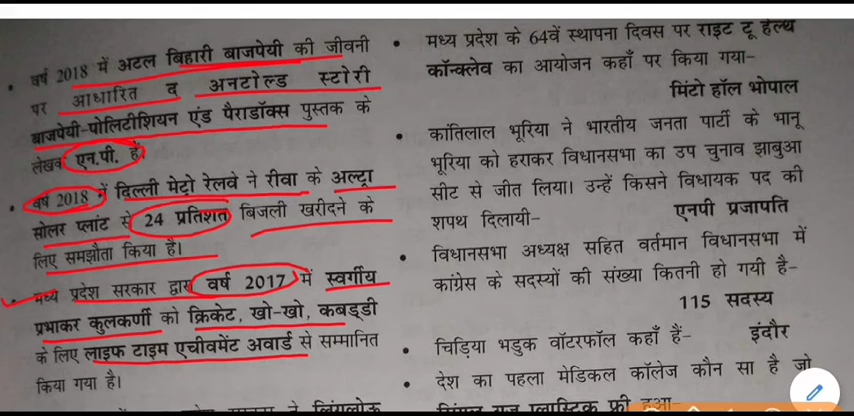 वर्ष 2018 में अटल बिहारी बाजपेयी की जीवनी
पर आधारित द अनटोल्ड स्टोरी
बाजपेयी-पोलिटीशियन एंड पैराडॉक्स पुस्तक के
लेखक एन.पी. हैं।
वर्ष 2018 में दिल्ली मेट्रो रेलवे ने रीवा के अल्ट्रा
सोलर प्लांट से 24 प्रतिशत बिजली खरीदने के
लिए समझौता किया है।
मध्य प्रदेश सरकार द्वारा वर्ष 2017 में स्वर्गीय
प्रभाकर कुलकर्णी को क्रिकेट, खो-खो, कबड्डी
के लिए लाइफ टाइम एचीवमेंट अवार्ड से सम्मानित
किया गया है।
ने लिंगलोक
मध्य प्रदेश के 64वें स्थापना दिवस पर राइट टू हेल्थ
कॉन्क्लेव का आयोजन कहाँ पर किया गया-
मिंटो हॉल भोपाल
कांतिलाल भूरिया ने भारतीय जनता पार्टी के भानू
भूरिया को हराकर विधानसभा का उप चुनाव झाबुआ
सीट से जीत लिया। उन्हें किसने विधायक पद की
शपथ दिलायी- एनपी प्रजापति
विधानसभा अध्यक्ष सहित वर्तमान विधानसभा में
कांग्रेस के सदस्यों की संख्या कितनी हो गयी है-
115 सदस्य
चिड़िया भडुक वॉटरफॉल कहाँ हैं- इंदौर
देश का पहला मेडिकल कॉलेज कौन सा है जो
सिंगल यूज प्लास्टिक फ्री हुआ-